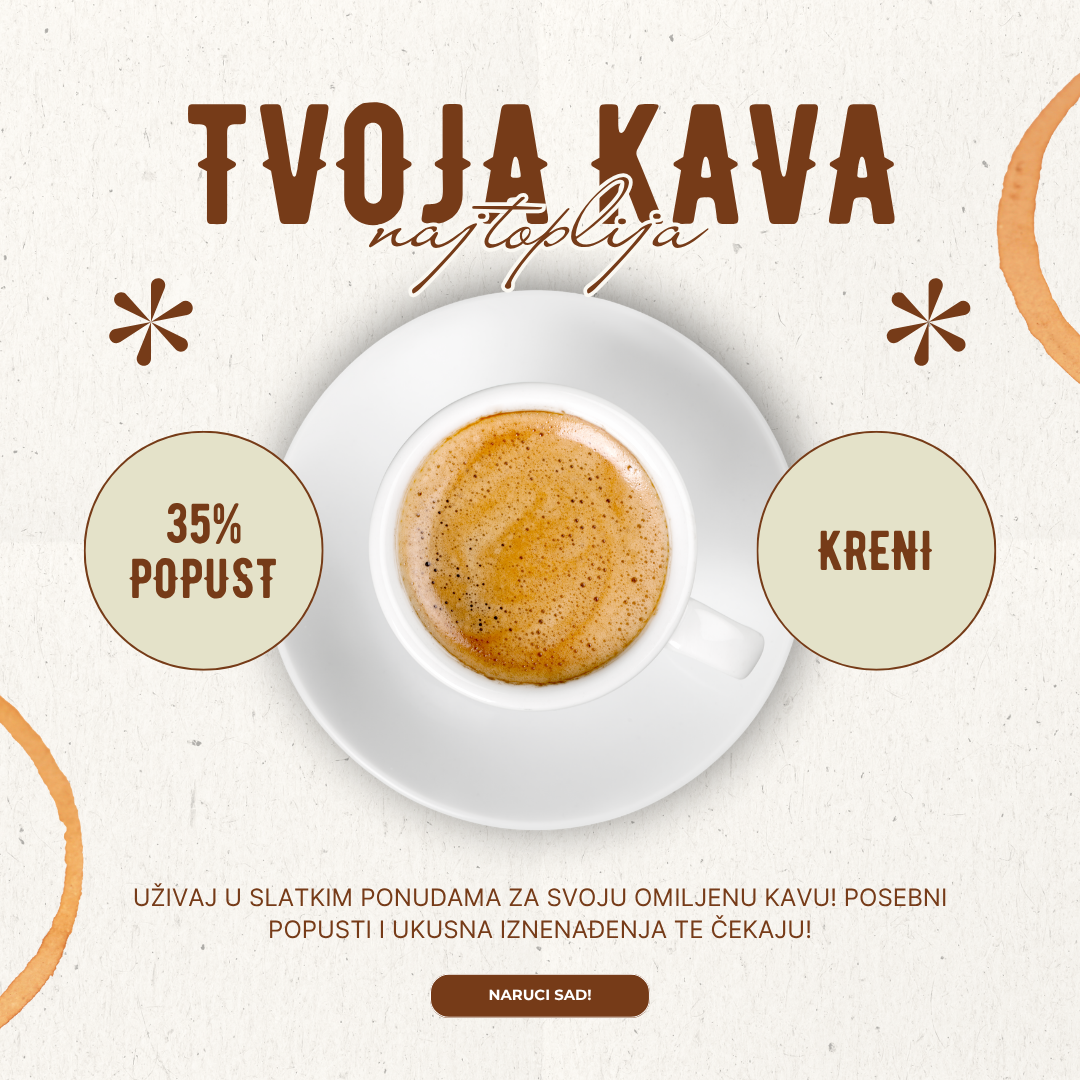 TVOJA KAVA
najtoplija
35%
POPUST
KRENI
UŽIVAJ U SLATKIM PONUDAMA ZA SVOJU OMILJENU KAVU! POSEBNI
POPUSTI I UKUSNA IZNENAĐENJA TE ČEKAJU!
NARUCI SAD!